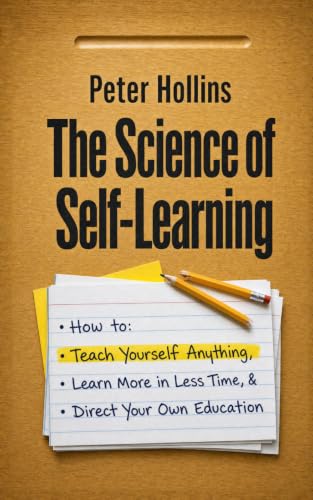 Peter Hollins
The Science of
Self-Learning
• How to:
• Teach Yourself Anything,
• Learn More in Less Time, &
• Direct Your Own Education